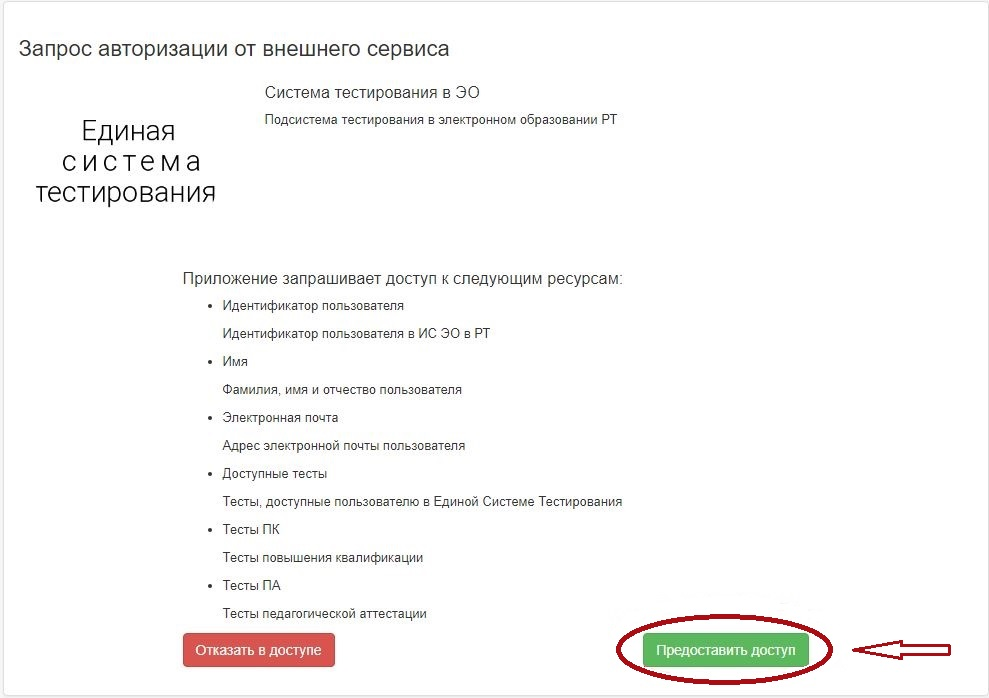 Запрос авторизации от внешнего сервиса
Единая
система
тестирования
Система тестирования в ЭО
Подсистема тестирования в электронном образовании РТ
Приложение запрашивает доступ к следующим ресурсам:
Идентификатор пользователя
Идентификатор пользователя в ИС ЭО в РТ
Имя
Фамилия, имя и отчество пользователя
Электронная почта
Адрес электронной почты пользователя
Доступные тесты
Тесты, доступные пользователю в Единой Системе Тестирования
Тесты ПК
Тесты повышения квалификации
Тесты ПА
Тесты педагогической аттестации
Отказать в доступе
Предоставить доступ